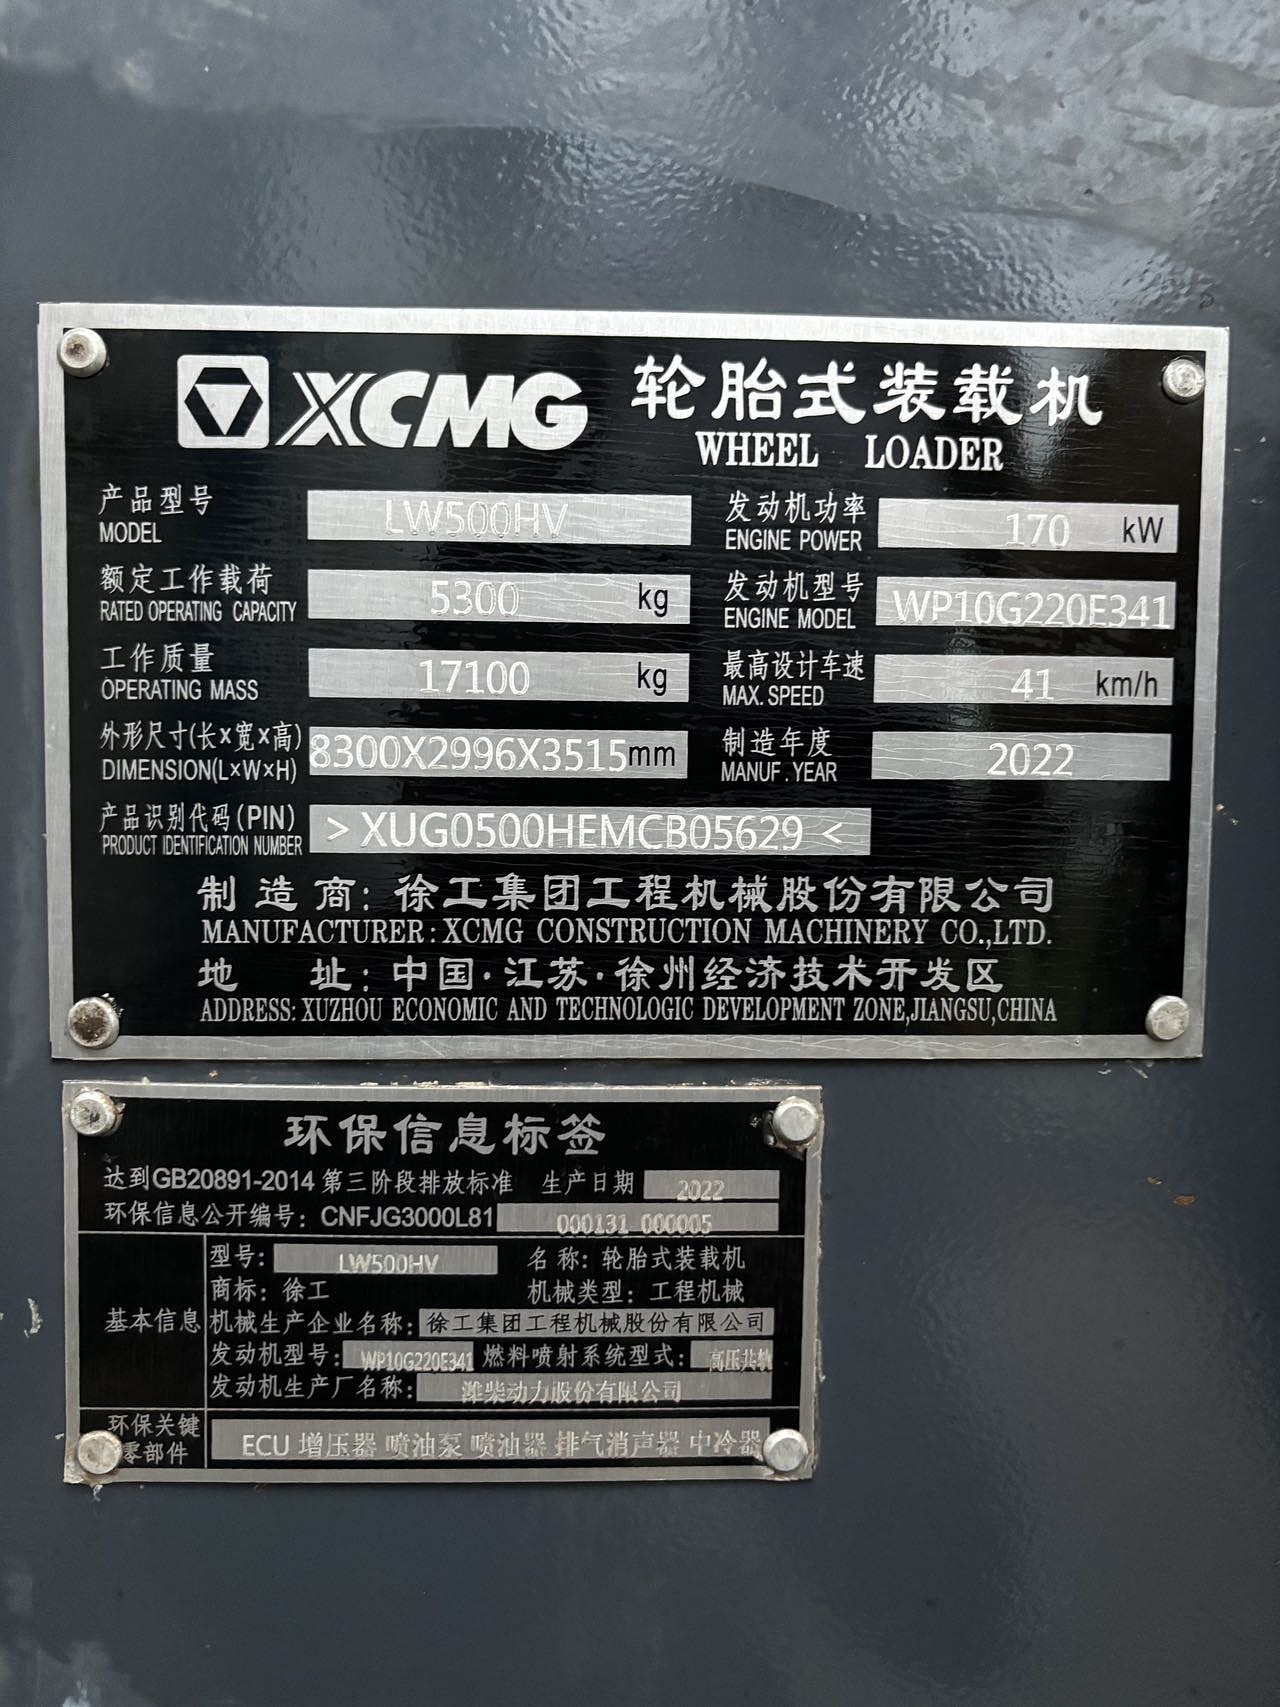 XCMG 轮胎式装载机
WHEEL LOADER
产品型号 LW500HV 发动机功率 170 kW
MODEL ENGINE POWER
额定工作载荷 5300 kg 发动机型号 WP10G220E341
RATED OPERATING CAPACITY ENGINE MODEL
工作质量 17100 kg 最高设计车速 41 km/h
OPERATING MASS MAX. SPEED
外形尺寸(长×宽×高) 8300X2996X3515mm 制造年度 2022
DIMENSION(L×W×H) MANUF.YEAR
产品识别代码(PIN) >XUG0500HEMCB05629<
PRODUCT IDENTIFICATION NUMBER
制造商:徐工集团工程机械股份有限公司
MANUFACTURER:XCMG CONSTRUCTION MACHINERY CO.,LTD.
地址:中国·江苏·徐州经济技术开发区
ADDRESS: XUZHOU ECONOMIC AND TECHNOLOGIC DEVELOPMENT ZONE,JIANGSU,CHINA
环保信息标签
达到GB20891-2014 第三阶段排放标准 生产日期 2022
环保信息公开编号: CNFJG3000L81 000131 000005
型号: LW500HV 名称: 轮胎式装载机
商标: 徐工 机械类型: 工程机械
基本信息 机械生产企业名称: 徐工集团工程机械股份有限公司
发动机型号: WP10G220E341 燃料喷射系统型式: 高压共轨
发动机生产厂名称: 潍柴动力股份有限公司
环保关键
零部件 ECU 增压器 喷油泵 喷油器 排气消声器 中冷器